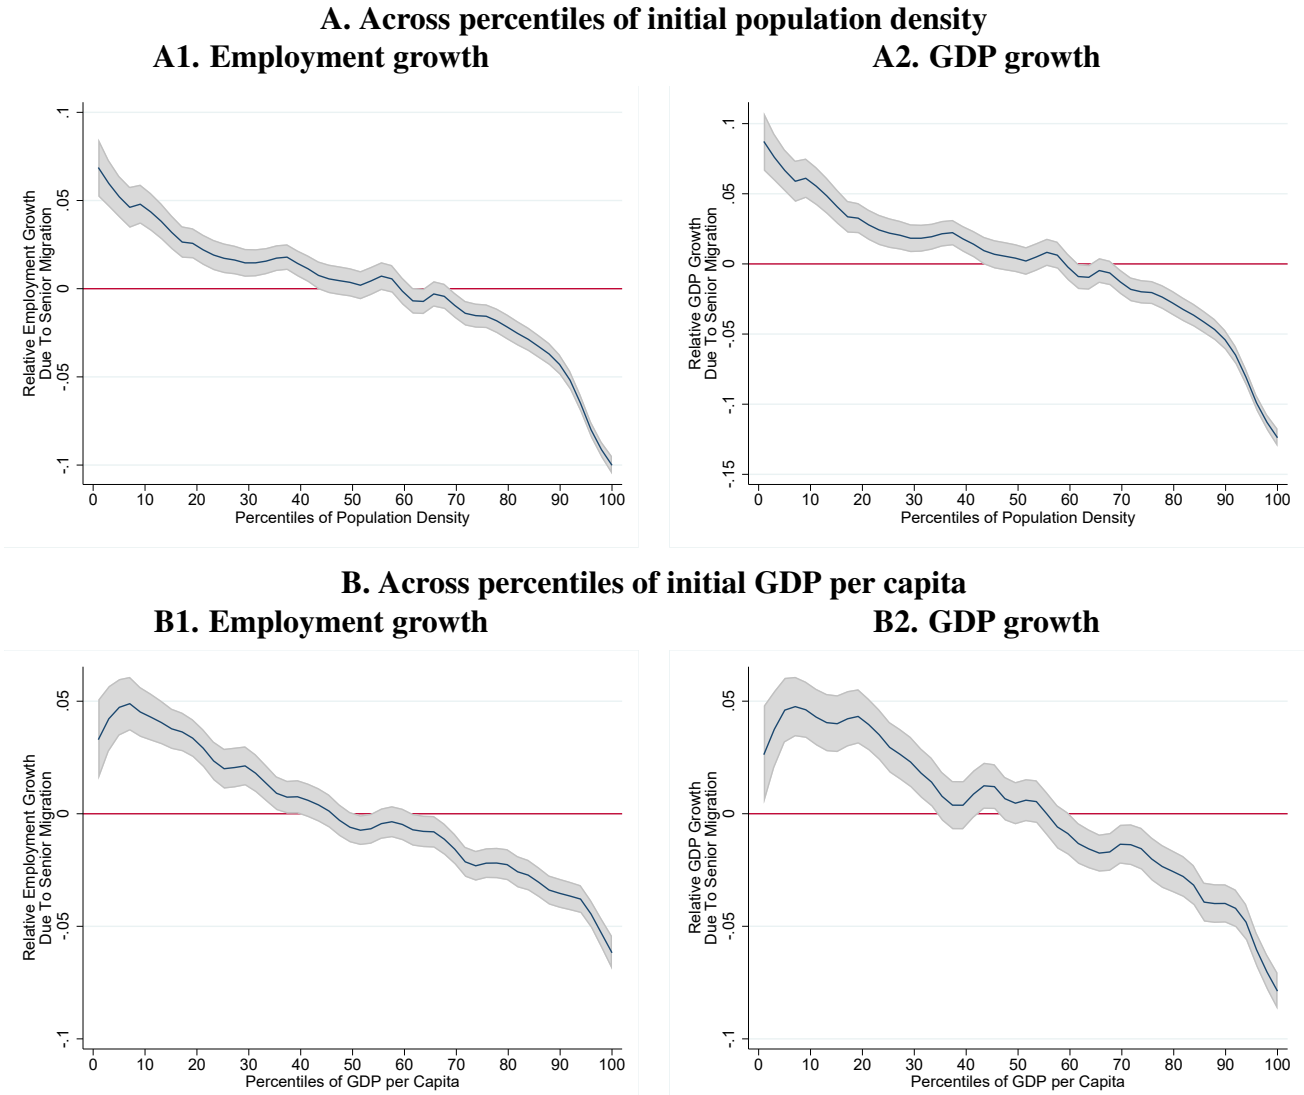 A. Across percentiles of initial population density
A1. Employment growth
Relative Employment Growth
Due To Senior Migration
.1
.05
0
-.05
-.1
0 10 20 30 40 50 60 70 80 90 100
Percentiles of Population Density
A2. GDP growth
Relative GDP Growth
Due To Senior Migration
.1
.05
0
-.05
-.1
-.15
0 10 20 30 40 50 60 70 80 90 100
Percentiles of Population Density
B. Across percentiles of initial GDP per capita
B1. Employment growth
Relative Employment Growth
Due To Senior Migration
.05
0
-.05
-.1
0 10 20 30 40 50 60 70 80 90 100
Percentiles of GDP per Capita
B2. GDP growth
Relative GDP Growth
Due To Senior Migration
.05
0
-.05
-.1
0 10 20 30 40 50 60 70 80 90 100
Percentiles of GDP per Capita